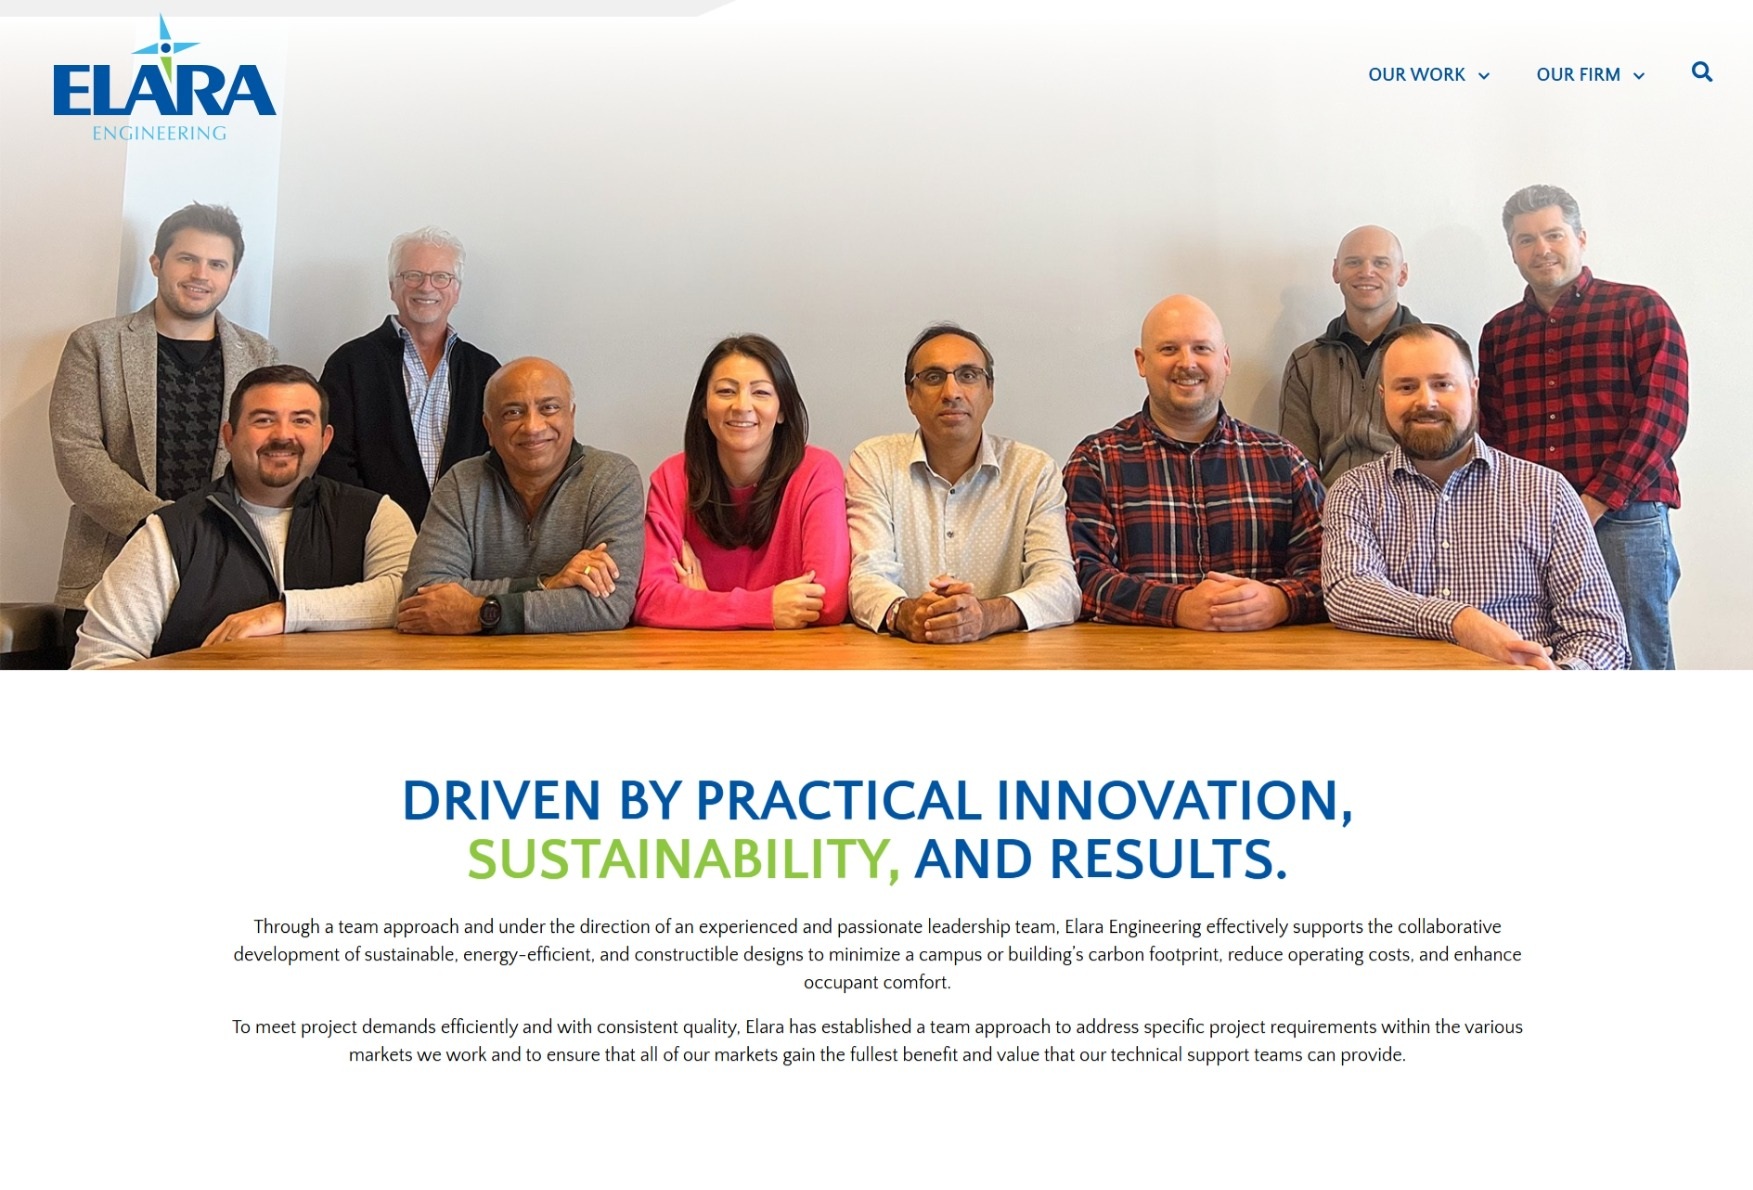 ELARA
ENGINEERING
OUR WORK
OUR FIRM
DRIVEN BY PRACTICAL INNOVATION,
SUSTAINABILITY, AND RESULTS.
Through a team approach and under the direction of an experienced and passionate leadership team, Elara Engineering effectively supports the collaborative
development of sustainable, energy-efficient, and constructible designs to minimize a campus or building’s carbon footprint, reduce operating costs, and enhance
occupant comfort.
To meet project demands efficiently and with consistent quality, Elara has established a team approach to address specific project requirements within the various
markets we work and to ensure that all of our markets gain the fullest benefit and value that our technical support teams can provide.